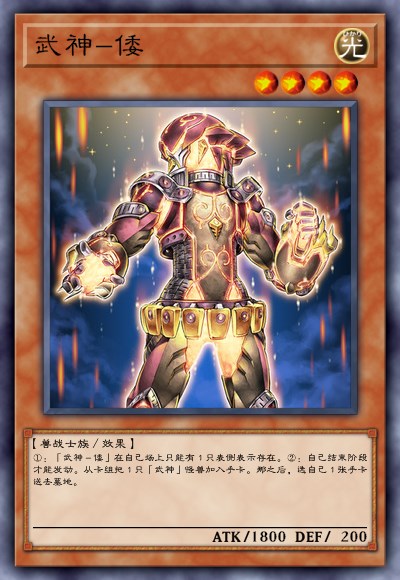 武神－倭
光
【兽战士族／效果】
①：「武神－倭」在自己场上只能有1只表侧表示存在。②：自己结束阶段
才能发动。从卡组把1只「武神」怪兽加入手卡。那之后，选自己1张手卡
送去墓地。
ATK/1800 DEF/ 200